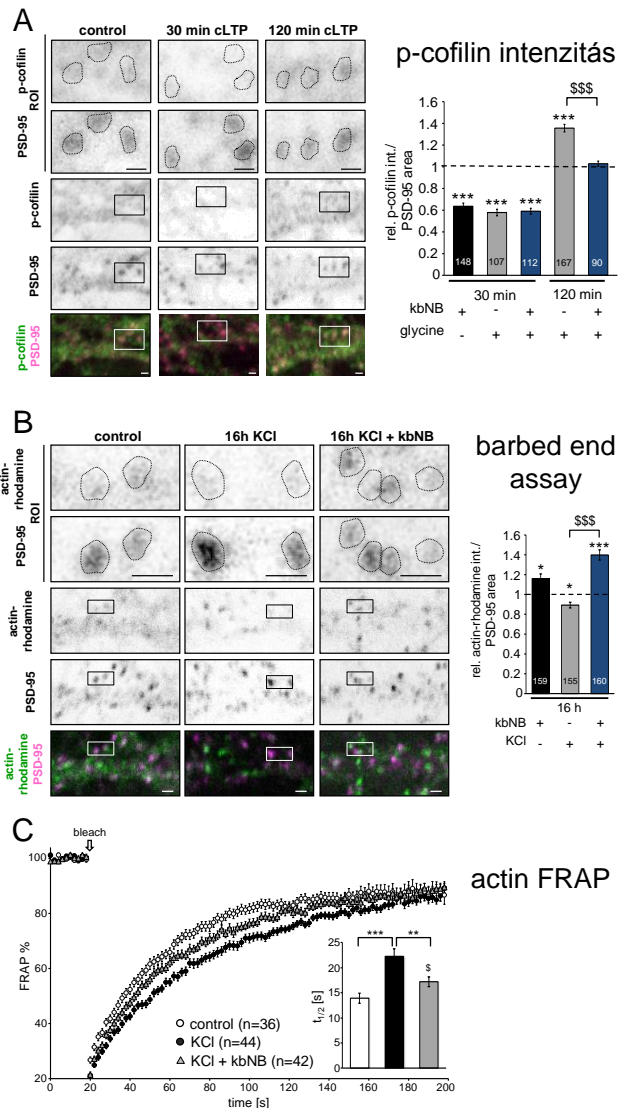 A
control
30 min cLTP
120 min cLTP
p-cofilin
PSD-95
ROI
p-cofilin
PSD-95
p-cofilin
PSD-95
p-cofilin intenzitás
rel. p-cofilin int./
PSD-95 area
1.6
1.4
1.2
1
0.8
0.6
0.4
0.2
0
***
***
***
***
$$$
148
107
112
167
90
30 min
120 min
kbNB
+ - + - +
glycine
- + + + +
B
control
16h KCl
16h KCl + kbNB
actin-
rhodamine
PSD-95
ROI
actin-
rhodamine
PSD-95
actin-
rhodamine
PSD-95
barbed end
assay
rel. actin-rhodamine int./
PSD-95 area
1.6
1.4
1.2
1
0.8
0.6
0.4
0.2
0
*
*
***
$$$
159
155
160
16 h
kbNB
+ - +
KCl
- + +
C
actin FRAP
bleach
FRAP %
100
80
60
40
20
0 20 40 60 80 100 120 140 160 180 200
time [s]
control (n=36)
KCl (n=44)
KCl + kbNB (n=42)
t1/2 [s]
25
20
15
10
5
0
***
**
$